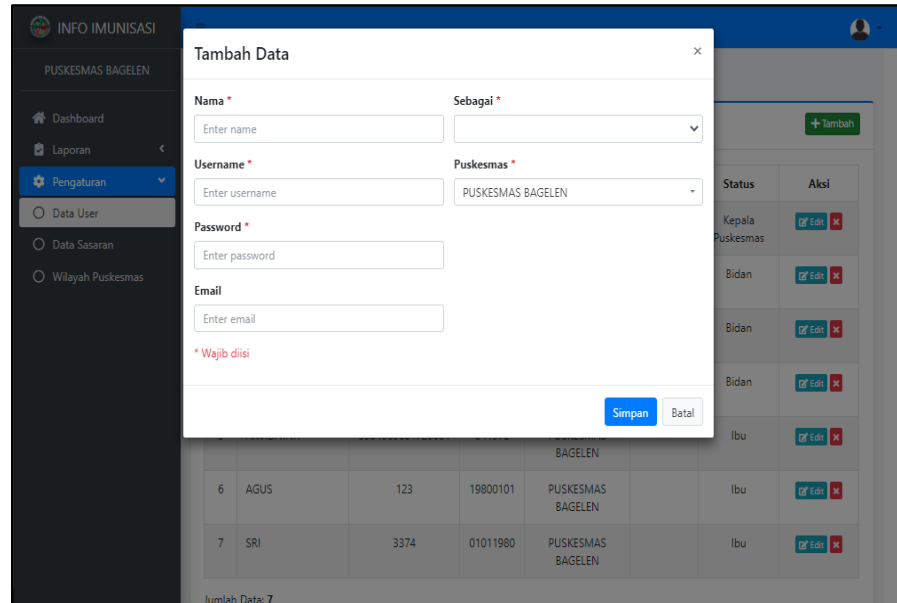 INFO IMUNISASI
PUSKESMAS BAGELEN
Dashboard
Laporan
Pengaturan
Data User
Data Sasaran
Wilayah Puskesmas
Tambah Data
×
Nama *
Enter name
Sebagai *
Username *
Enter username
Puskesmas *
PUSKESMAS BAGELEN
Password *
Enter password
Email
Enter email
* Wajib diisi
Simpan Batal
+ Tambah
Status Aksi
Kepala Puskesmas Edit ×
Bidan Edit ×
Bidan Edit ×
Bidan Edit ×
BAGELEN Ibu Edit ×
6 AGUS 123 19800101 PUSKESMAS BAGELEN Ibu Edit ×
7 SRI 3374 01011980 PUSKESMAS BAGELEN Ibu Edit ×
Jumlah Data: 7